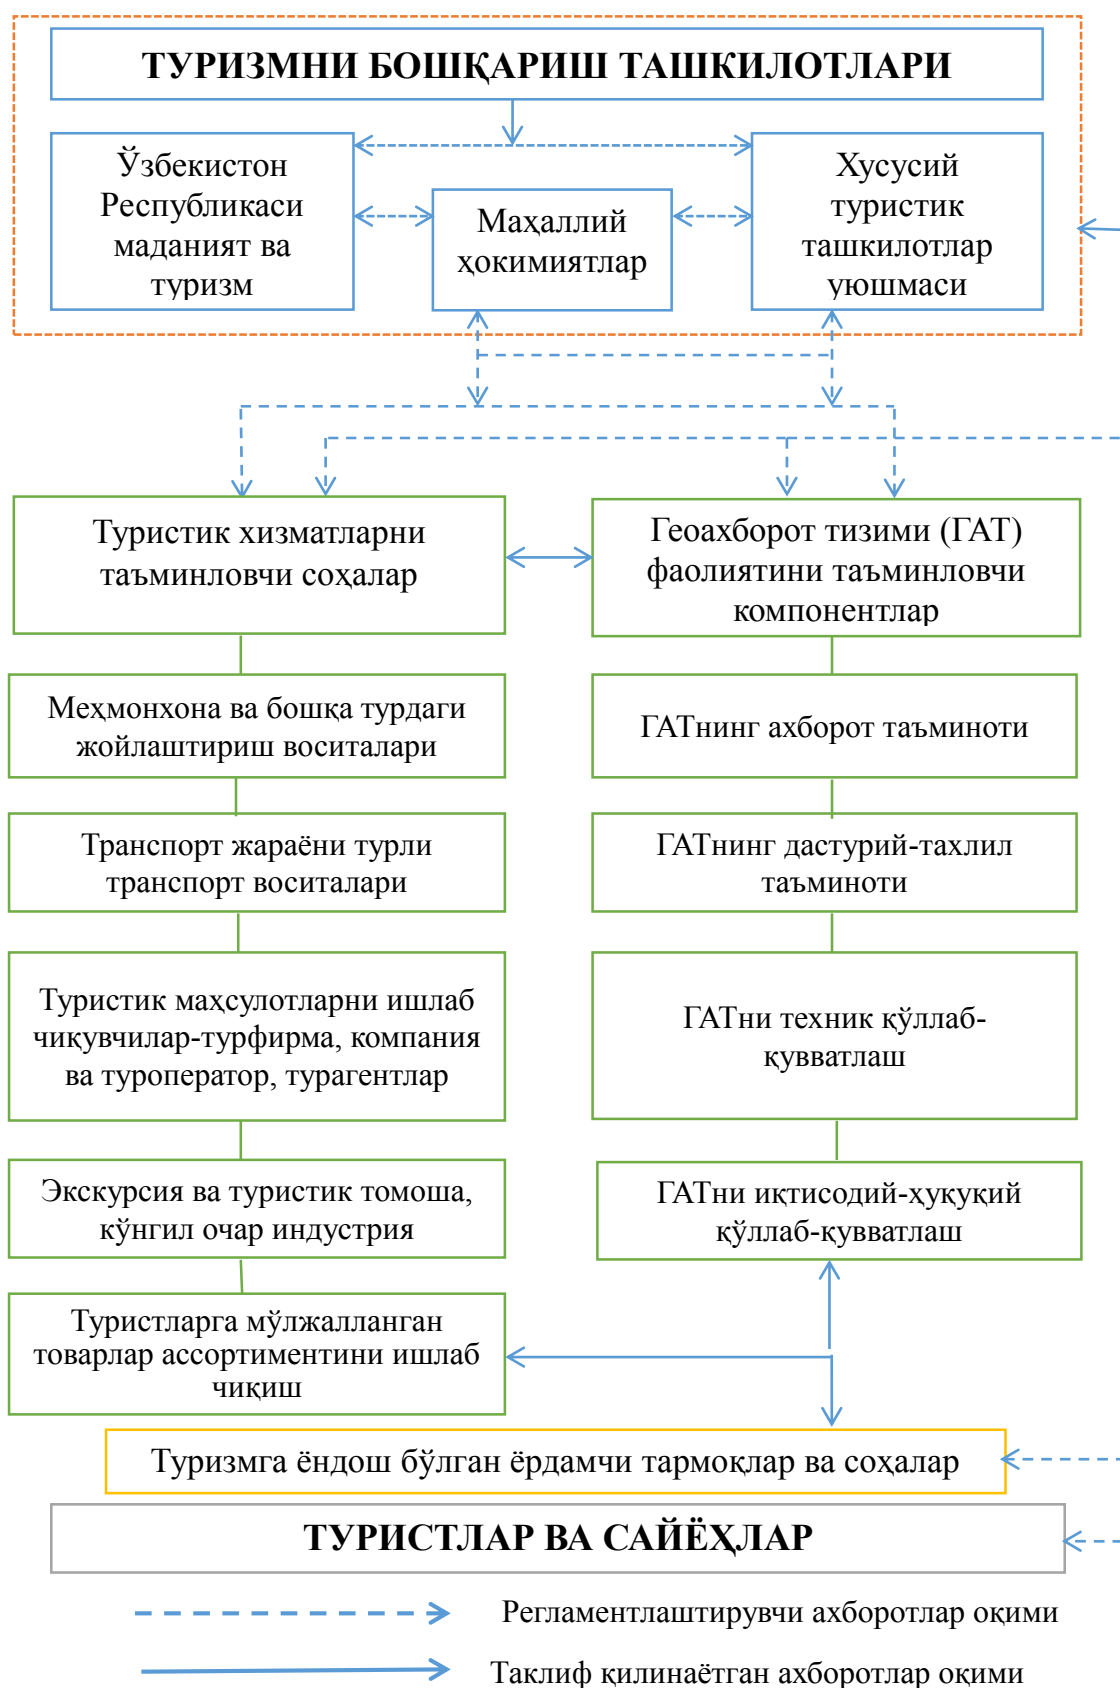 ТУРИЗМНИ БОШҚАРИШ ТАШКИЛОТЛАРИ
Ўзбекистон
Республикаси
маданият ва
туризм
Маҳаллий
ҳокимиятлар
Хусусий
туристик
ташкилотлар
уюшмаси
Туристик хизматларни
таъминловчи соҳалар
Геоахборот тизими (ГАТ)
фаолиятини таъминловчи
компонентлар
Меҳмонхона ва бошқа турдаги
жойлаштириш воситалари
ГАТнинг ахборот таъминоти
Транспорт жараёни турли
транспорт воситалари
ГАТнинг дастурий-тахлил
таъминоти
Туристик маҳсулотларни ишлаб
чиқувчилар-турфирма, компания
ва туроператор, турагентлар
ГАТни техник қўллаб-
қувватлаш
Экскурсия ва туристик томоша,
кўнгил очар индустрия
ГАТни иқтисодий-ҳуқуқий
қўллаб-қувватлаш
Туристларга мўлжалланган
товарлар ассортиментини ишлаб
чиқиш
Туризмга ёндош бўлган ёрдамчи тармоқлар ва соҳалар
ТУРИСТЛАР ВА САЙЁҲЛАР
Регламентлаштирувчи ахборотлар оқими
Таклиф қилинаётган ахборотлар оқими